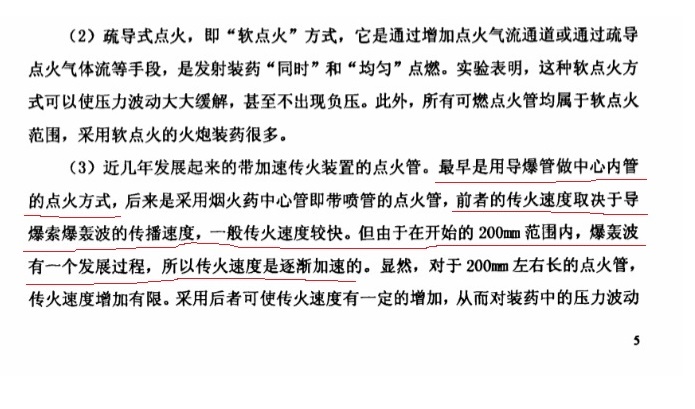 （2）疏导式点火，即“软点火”方式，它是通过增加点火气流通道或通过疏导
点火气体流等手段，是发射装药“同时”和“均匀”点燃。实验表明，这种软点火方
式可以使压力波动大大缓解，甚至不出现负压。此外，所有可燃点火管均属于软点火
范围，采用软点火的火炮装药很多。
（3）近几年发展起来的带加速传火装置的点火管。最早是用导爆管做中心内管
的点火方式，后来是采用烟火药中心管即带喷管的点火管，前者的传火速度取决于导
爆索爆轰波的传播速度，一般传火速度较快。但由于在开始的 200mm 范围内，爆轰波
有一个发展过程，所以传火速度是逐渐加速的。显然，对于 200mm 左右长的点火管，
传火速度增加有限。采用后者可使传火速度有一定的增加，从而对装药中的压力波动
5